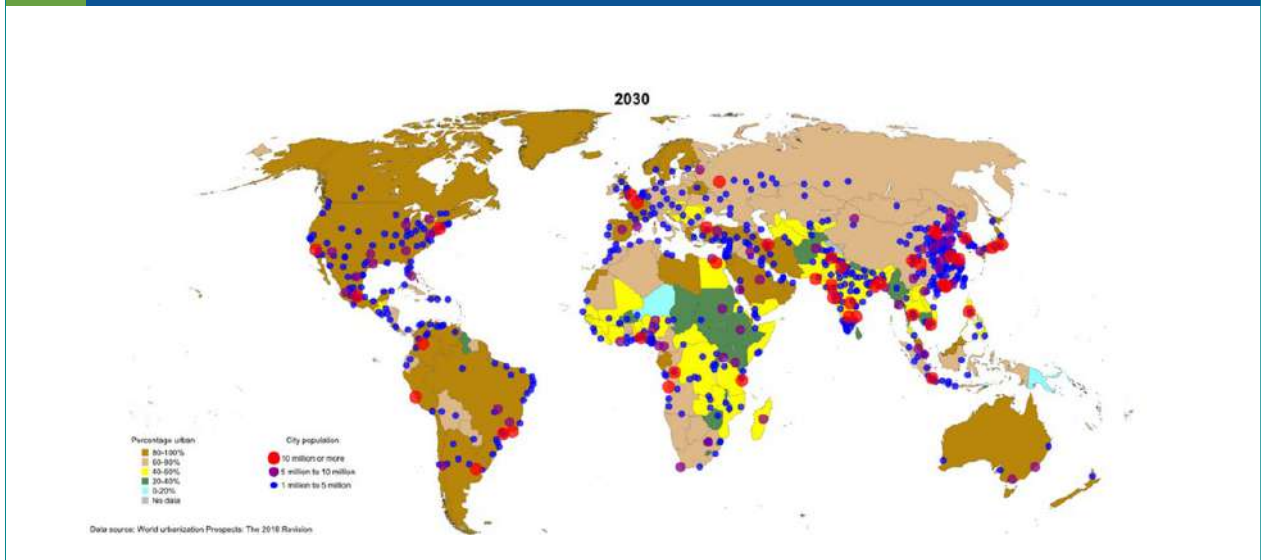 2030
Percentage urban
80-100%
60-80%
40-60%
20-40%
0-20%
No data
City population
10 million or more
5 million to 10 million
1 million to 5 million
Data source: World urbanization Prospects: The 2018 Revision